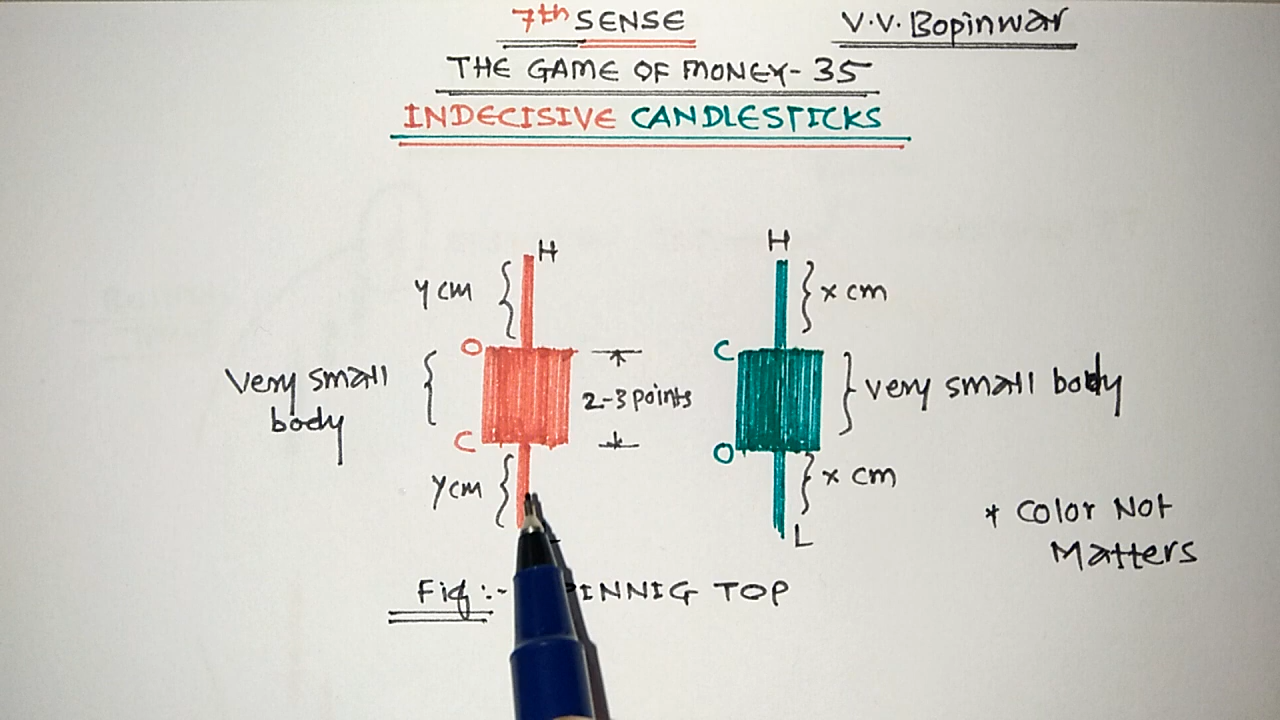 7th SENSE
V.V. Bopinwar
THE GAME OF MONEY-35
INDECISIVE CANDLESTICKS
H
H
y cm
x cm
O
C
Very small
body
2-3 points
very small body
C
O
y cm
x cm
L
* Color Not
Matters
Fig :- PINNIG TOP